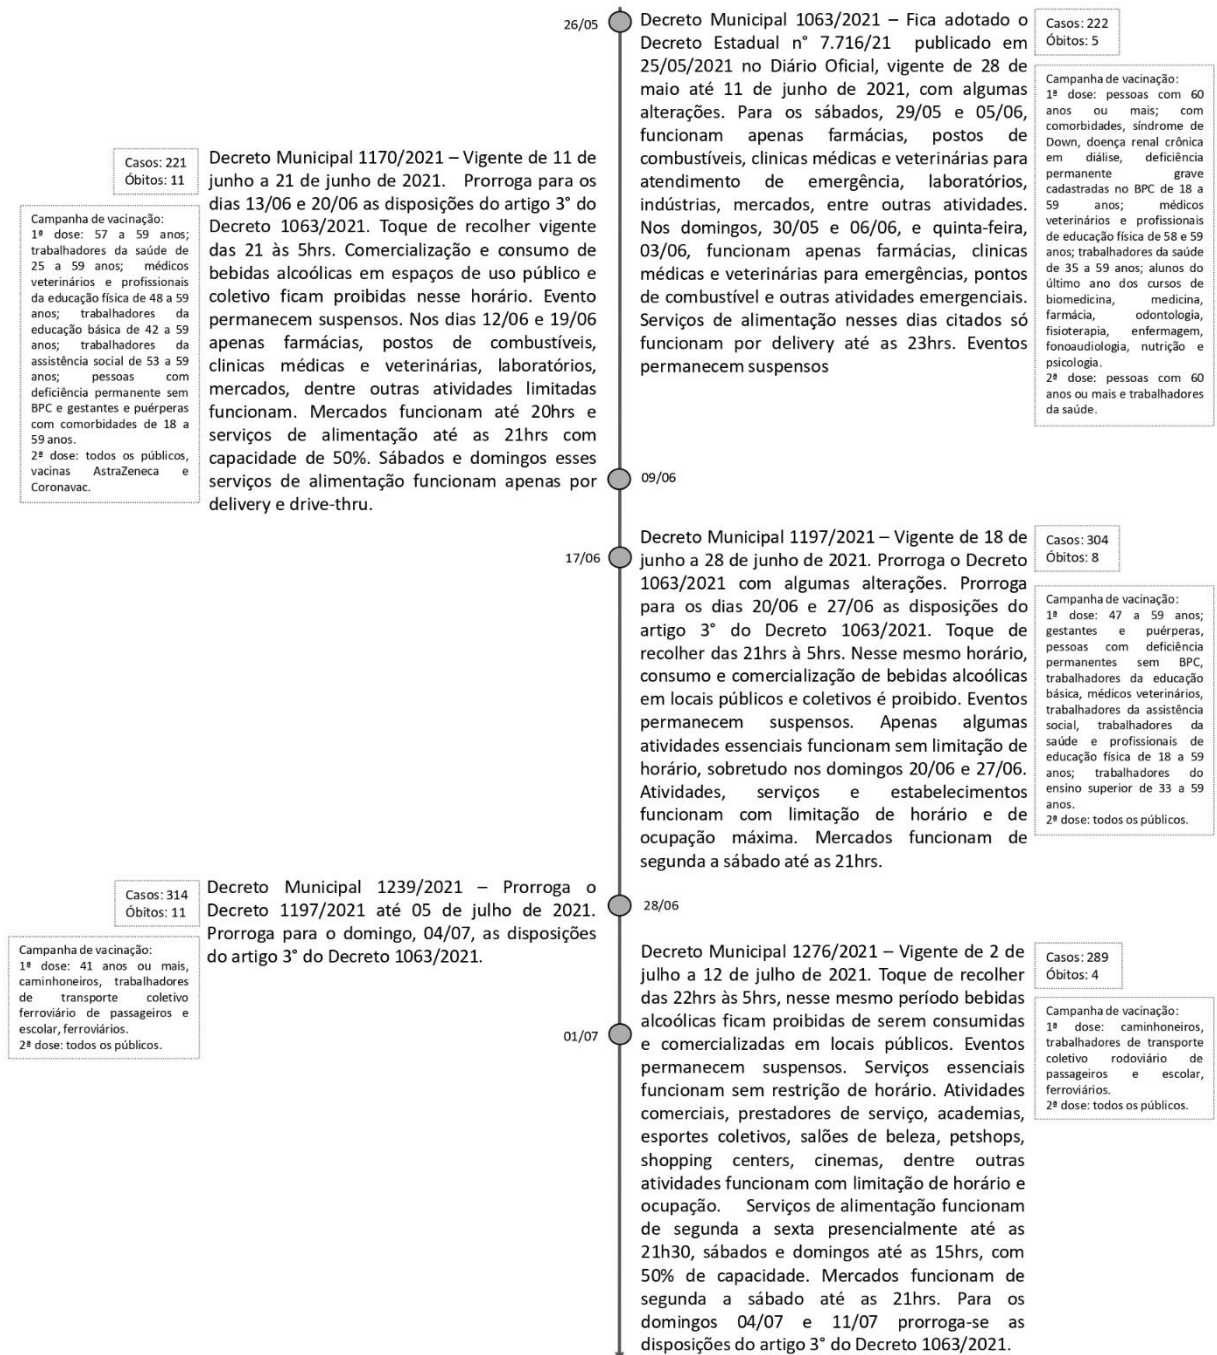 26/05
Decreto Municipal 1063/2021 – Fica adotado o
Decreto Estadual n° 7.716/21 publicado em
25/05/2021 no Diário Oficial, vigente de 28 de
maio até 11 de junho de 2021, com algumas
alterações. Para os sábados, 29/05 e 05/06,
funcionam apenas farmácias, postos de
combustíveis, clinicas médicas e veterinárias para
atendimento de emergência, laboratórios,
indústrias, mercados, entre outras atividades.
Nos domingos, 30/05 e 06/06, e quinta-feira,
03/06, funcionam apenas farmácias, clinicas
médicas e veterinárias para emergências, pontos
de combustível e outras atividades emergenciais.
Serviços de alimentação nesses dias citados só
funcionam por delivery até as 23hrs. Eventos
permanecem suspensos
Casos: 222
Óbitos: 5
Campanha de vacinação:
1ª dose: pessoas com 60
anos ou mais; com
comorbidades, síndrome de
Down, doença renal crônica
em diálise, deficiência
permanente grave
cadastradas no BPC de 18 a
59 anos; médicos
veterinários e profissionais
de educação física de 58 e 59
anos; trabalhadores da saúde
de 35 a 59 anos; alunos do
último ano dos cursos de
biomedicina, medicina,
farmácia, odontologia,
fisioterapia, enfermagem,
fonoaudiologia, nutrição e
psicologia.
2ª dose: pessoas com 60
anos ou mais e trabalhadores
da saúde.
Casos: 221
Óbitos: 11
Campanha de vacinação:
1ª dose: 57 a 59 anos;
trabalhadores da saúde de
25 a 59 anos; médicos
veterinários e profissionais
da educação física de 48 a 59
anos; trabalhadores da
educação básica de 42 a 59
anos; trabalhadores da
assistência social de 53 a 59
anos; pessoas com
deficiência permanente sem
BPC e gestantes e puérperas
com comorbidades de 18 a
59 anos.
2ª dose: todos os públicos,
vacinas AstraZeneca e
Coronavac.
Decreto Municipal 1170/2021 – Vigente de 11 de
junho a 21 de junho de 2021. Prorroga para os
dias 13/06 e 20/06 as disposições do artigo 3° do
Decreto 1063/2021. Toque de recolher vigente
das 21 às 5hrs. Comercialização e consumo de
bebidas alcoólicas em espaços de uso público e
coletivo ficam proibidas nesse horário. Evento
permanecem suspensos. Nos dias 12/06 e 19/06
apenas farmácias, postos de combustíveis,
clinicas médicas e veterinárias, laboratórios,
mercados, dentre outras atividades limitadas
funcionam. Mercados funcionam até 20hrs e
serviços de alimentação até as 21hrs com
capacidade de 50%. Sábados e domingos esses
serviços de alimentação funcionam apenas por
delivery e drive-thru.
09/06
17/06
Decreto Municipal 1197/2021 – Vigente de 18 de
junho a 28 de junho de 2021. Prorroga o Decreto
1063/2021 com algumas alterações. Prorroga
para os dias 20/06 e 27/06 as disposições do
artigo 3° do Decreto 1063/2021. Toque de
recolher das 21hrs à 5hrs. Nesse mesmo horário,
consumo e comercialização de bebidas alcoólicas
em locais públicos e coletivos é proibido. Eventos
permanecem suspensos. Apenas algumas
atividades essenciais funcionam sem limitação de
horário, sobretudo nos domingos 20/06 e 27/06.
Atividades, serviços e estabelecimentos
funcionam com limitação de horário e de
ocupação máxima. Mercados funcionam de
segunda a sábado até as 21hrs.
Casos: 304
Óbitos: 8
Campanha de vacinação:
1ª dose: 47 a 59 anos;
gestantes e puérperas,
pessoas com deficiência
permanentes sem BPC,
trabalhadores da educação
básica, médicos veterinários,
trabalhadores da assistência
social, trabalhadores da
saúde e profissionais de
educação física de 18 a 59
anos; trabalhadores do
ensino superior de 33 a 59
anos.
2ª dose: todos os públicos.
Casos: 314
Óbitos: 11
Campanha de vacinação:
1ª dose: 41 anos ou mais,
caminhoneiros, trabalhadores
de transporte coletivo
ferroviário de passageiros e
escolar, ferroviários.
2ª dose: todos os públicos.
Decreto Municipal 1239/2021 – Prorroga o
Decreto 1197/2021 até 05 de julho de 2021.
Prorroga para o domingo, 04/07, as disposições
do artigo 3° do Decreto 1063/2021.
28/06
01/07
Decreto Municipal 1276/2021 – Vigente de 2 de
julho a 12 de julho de 2021. Toque de recolher
das 22hrs às 5hrs, nesse mesmo período bebidas
alcoólicas ficam proibidas de serem consumidas
e comercializadas em locais públicos. Eventos
permanecem suspensos. Serviços essenciais
funcionam sem restrição de horário. Atividades
comerciais, prestadores de serviço, academias,
esportes coletivos, salões de beleza, petshops,
shopping centers, cinemas, dentre outras
atividades funcionam com limitação de horário e
ocupação. Serviços de alimentação funcionam
de segunda a sexta presencialmente até as
21h30, sábados e domingos até as 15hrs, com
50% de capacidade. Mercados funcionam de
segunda a sábado até as 21hrs. Para os
domingos 04/07 e 11/07 prorroga-se as
disposições do artigo 3° do Decreto 1063/2021.
Casos: 289
Óbitos: 4
Campanha de vacinação:
1ª dose: caminhoneiros,
trabalhadores de transporte
coletivo rodoviário de
passageiros e escolar,
ferroviários.
2ª dose: todos os públicos.